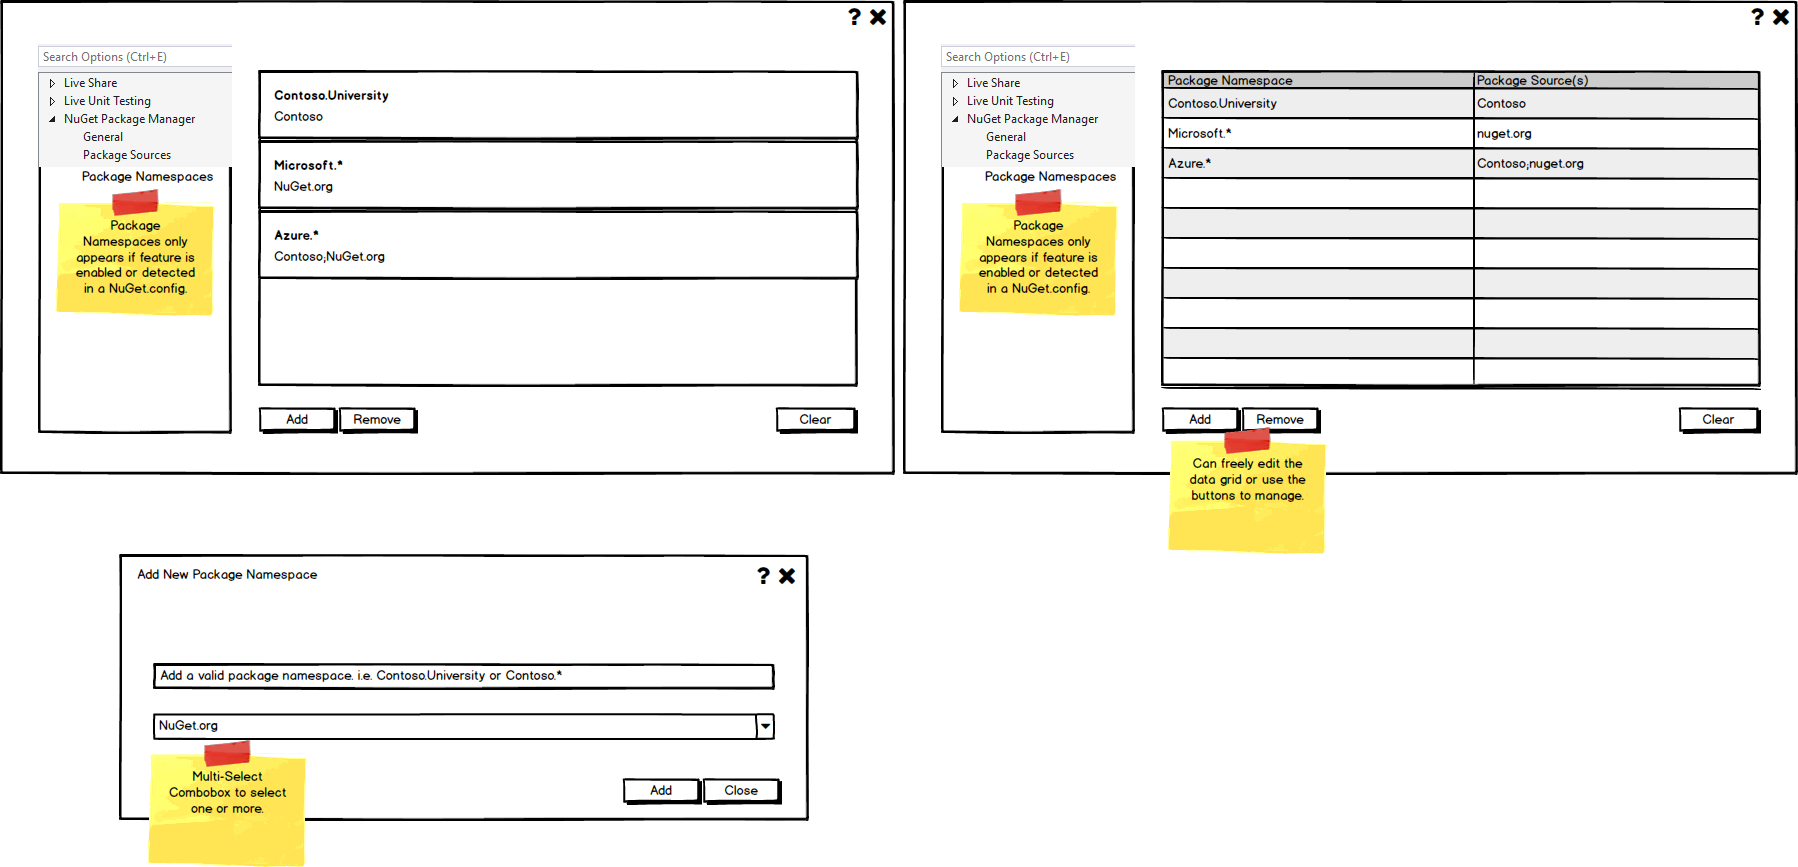 ?
Search Options (Ctrl+E)
Live Share
Live Unit Testing
NuGet Package Manager
General
Package Sources
Package Namespaces
Package
Namespaces only
appears if feature is
enabled or detected
in a NuGet.config.
Contoso.University
Contoso
Microsoft.*
NuGet.org
Azure.*
Contoso;NuGet.org
Add
Remove
Clear
?
Search Options (Ctrl+E)
Live Share
Live Unit Testing
NuGet Package Manager
General
Package Sources
Package Namespaces
Package
Namespaces only
appears if feature is
enabled or detected
in a NuGet.config.
Package Namespace Package Source(s)
Contoso.University Contoso
Microsoft.* nuget.org
Azure.* Contoso;nuget.org
Add
Remove
Clear
Can freely edit the
data grid or use the
buttons to manage.
Add New Package Namespace
?
Add a valid package namespace. i.e. Contoso.University or Contoso.*
NuGet.org
Multi-Select
Combobox to select
one or more.
Add
Close